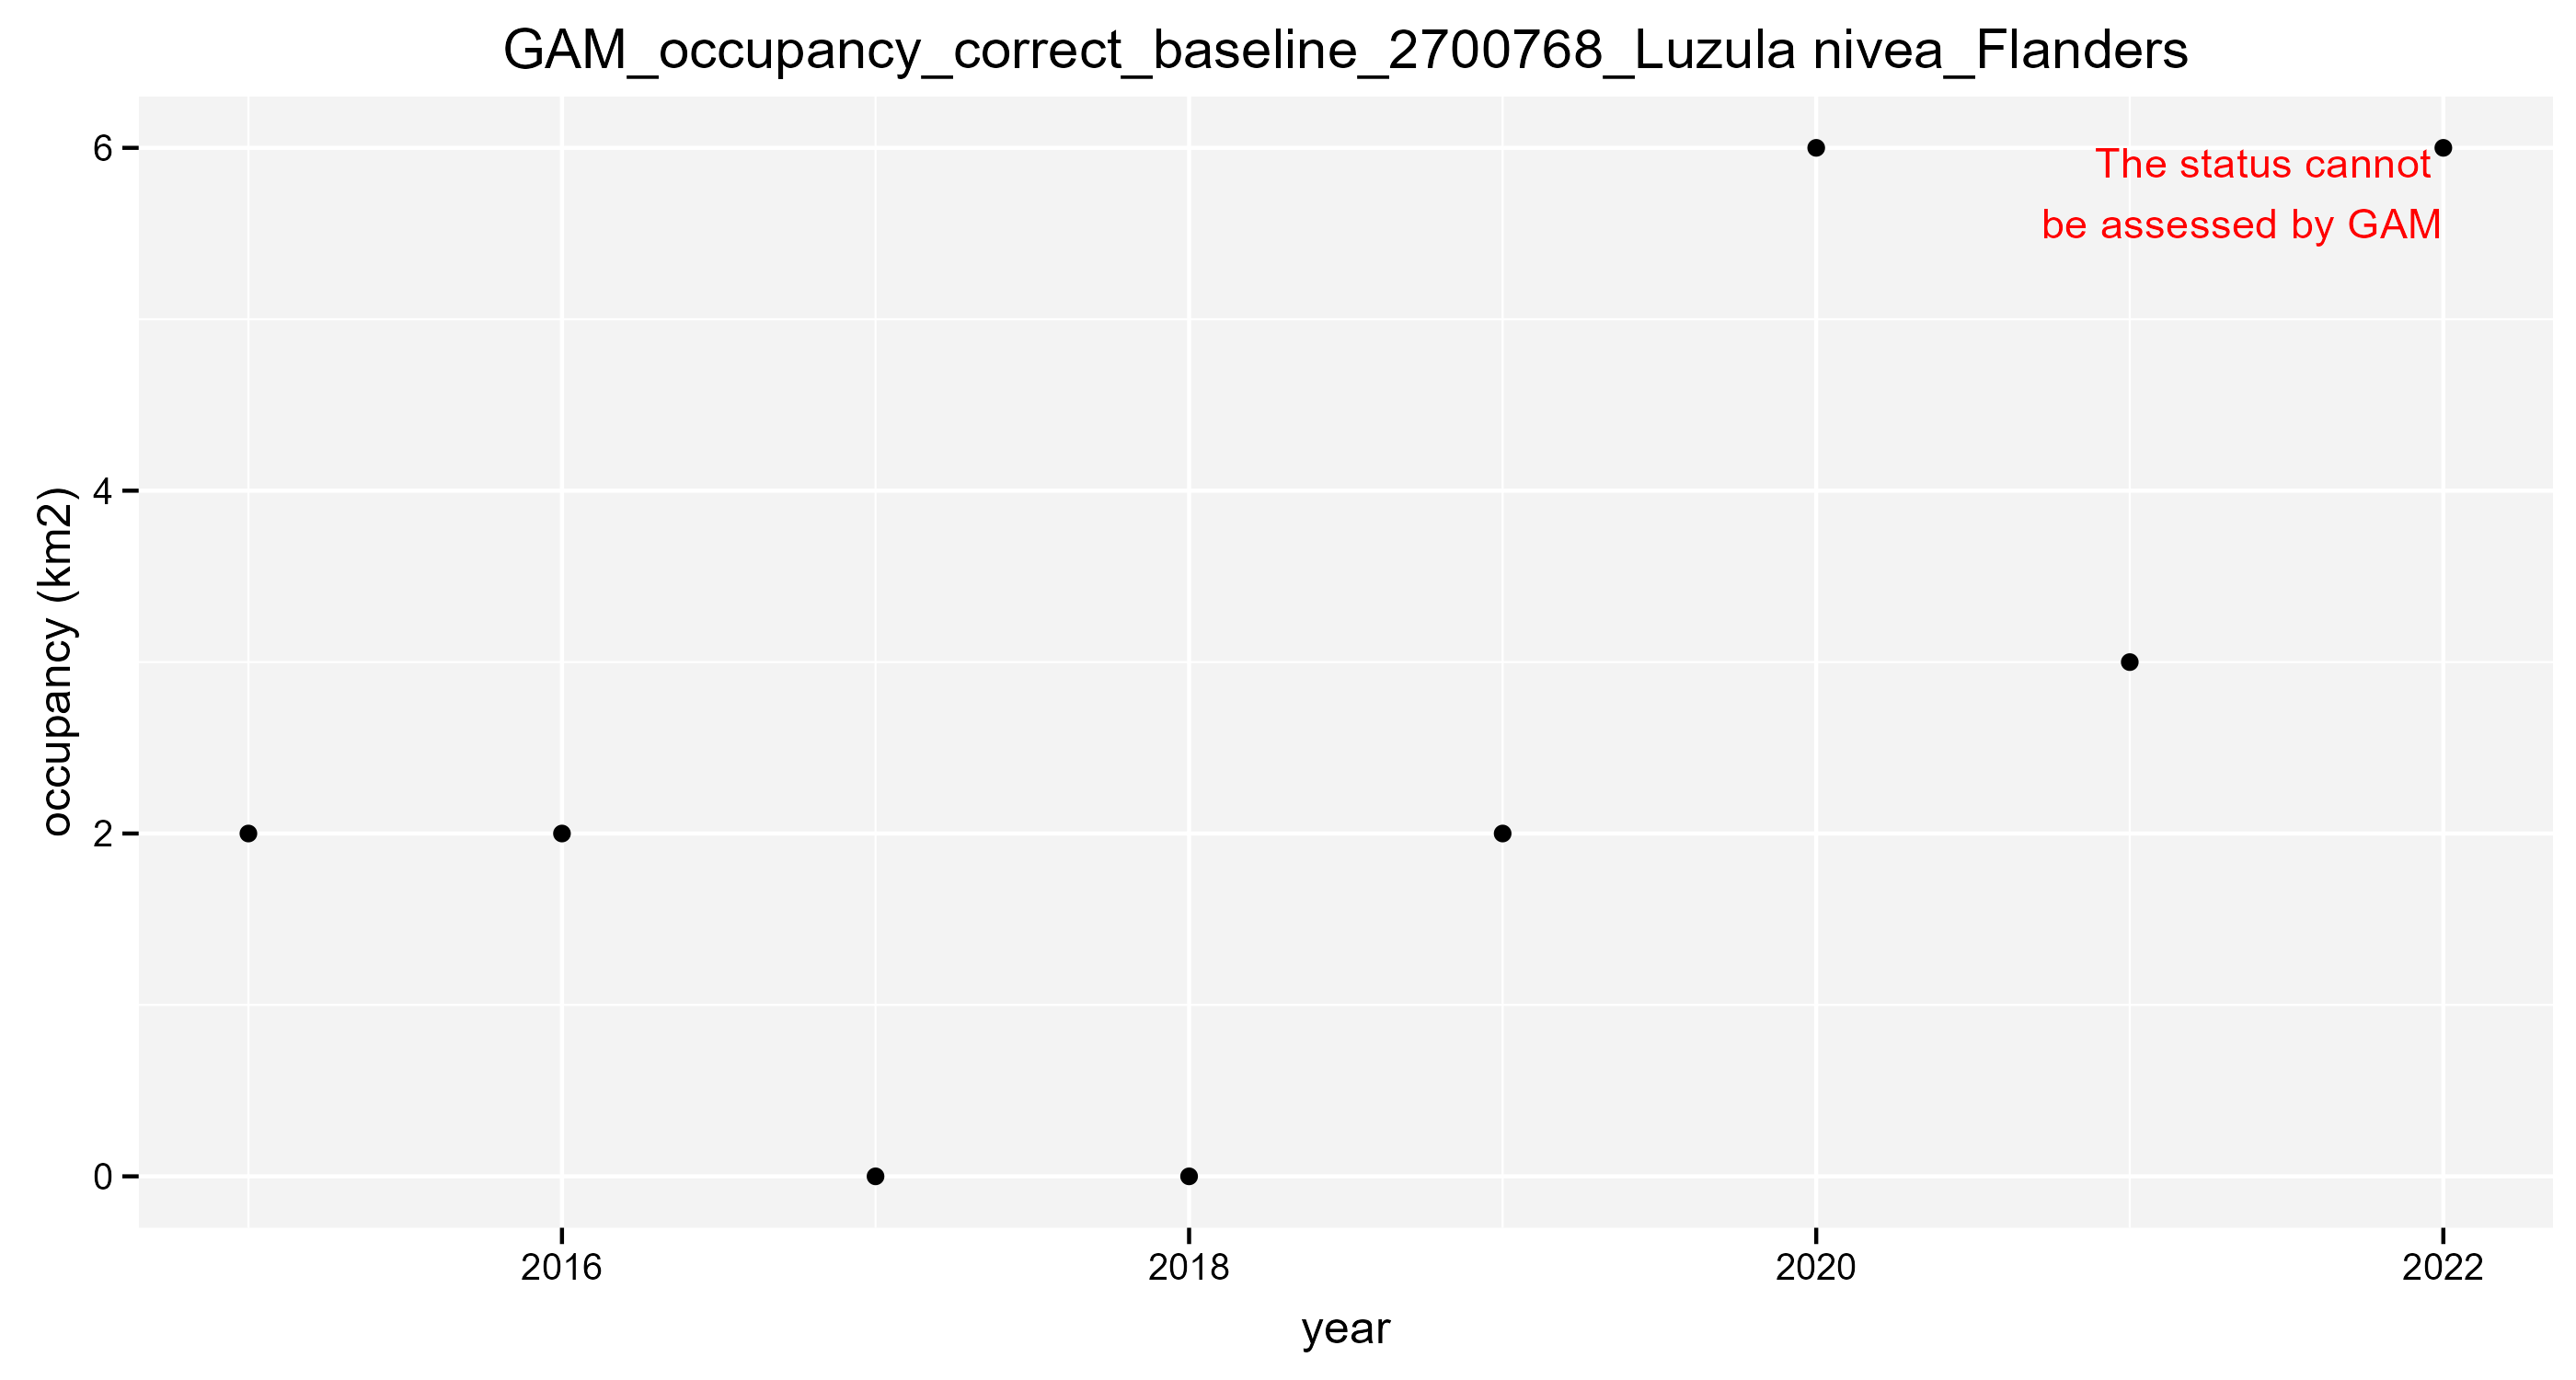 GAM_occupancy_correct_baseline_2700768_Luzula nivea_Flanders
6
The status cannot
be assessed by GAM
4
occupancy (km2)
2
0
2016
2018
2020
2022
year